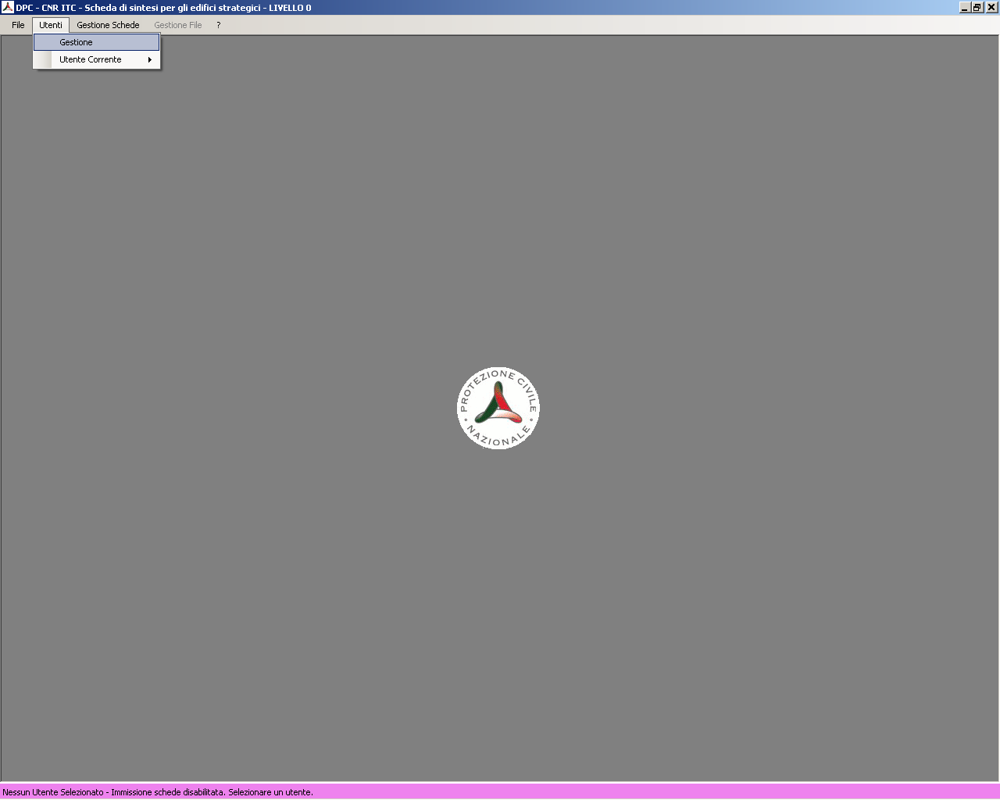 DPC - CNR ITC - Scheda di sintesi per gli edifici strategici - LIVELLO 0
File Utenti Gestione Schede Gestione File ?
Gestione
Utente Corrente
PROTEZIONE CIVILE
NAZIONALE
Nessun Utente Selezionato - Immissione schede disabilitata. Selezionare un utente.